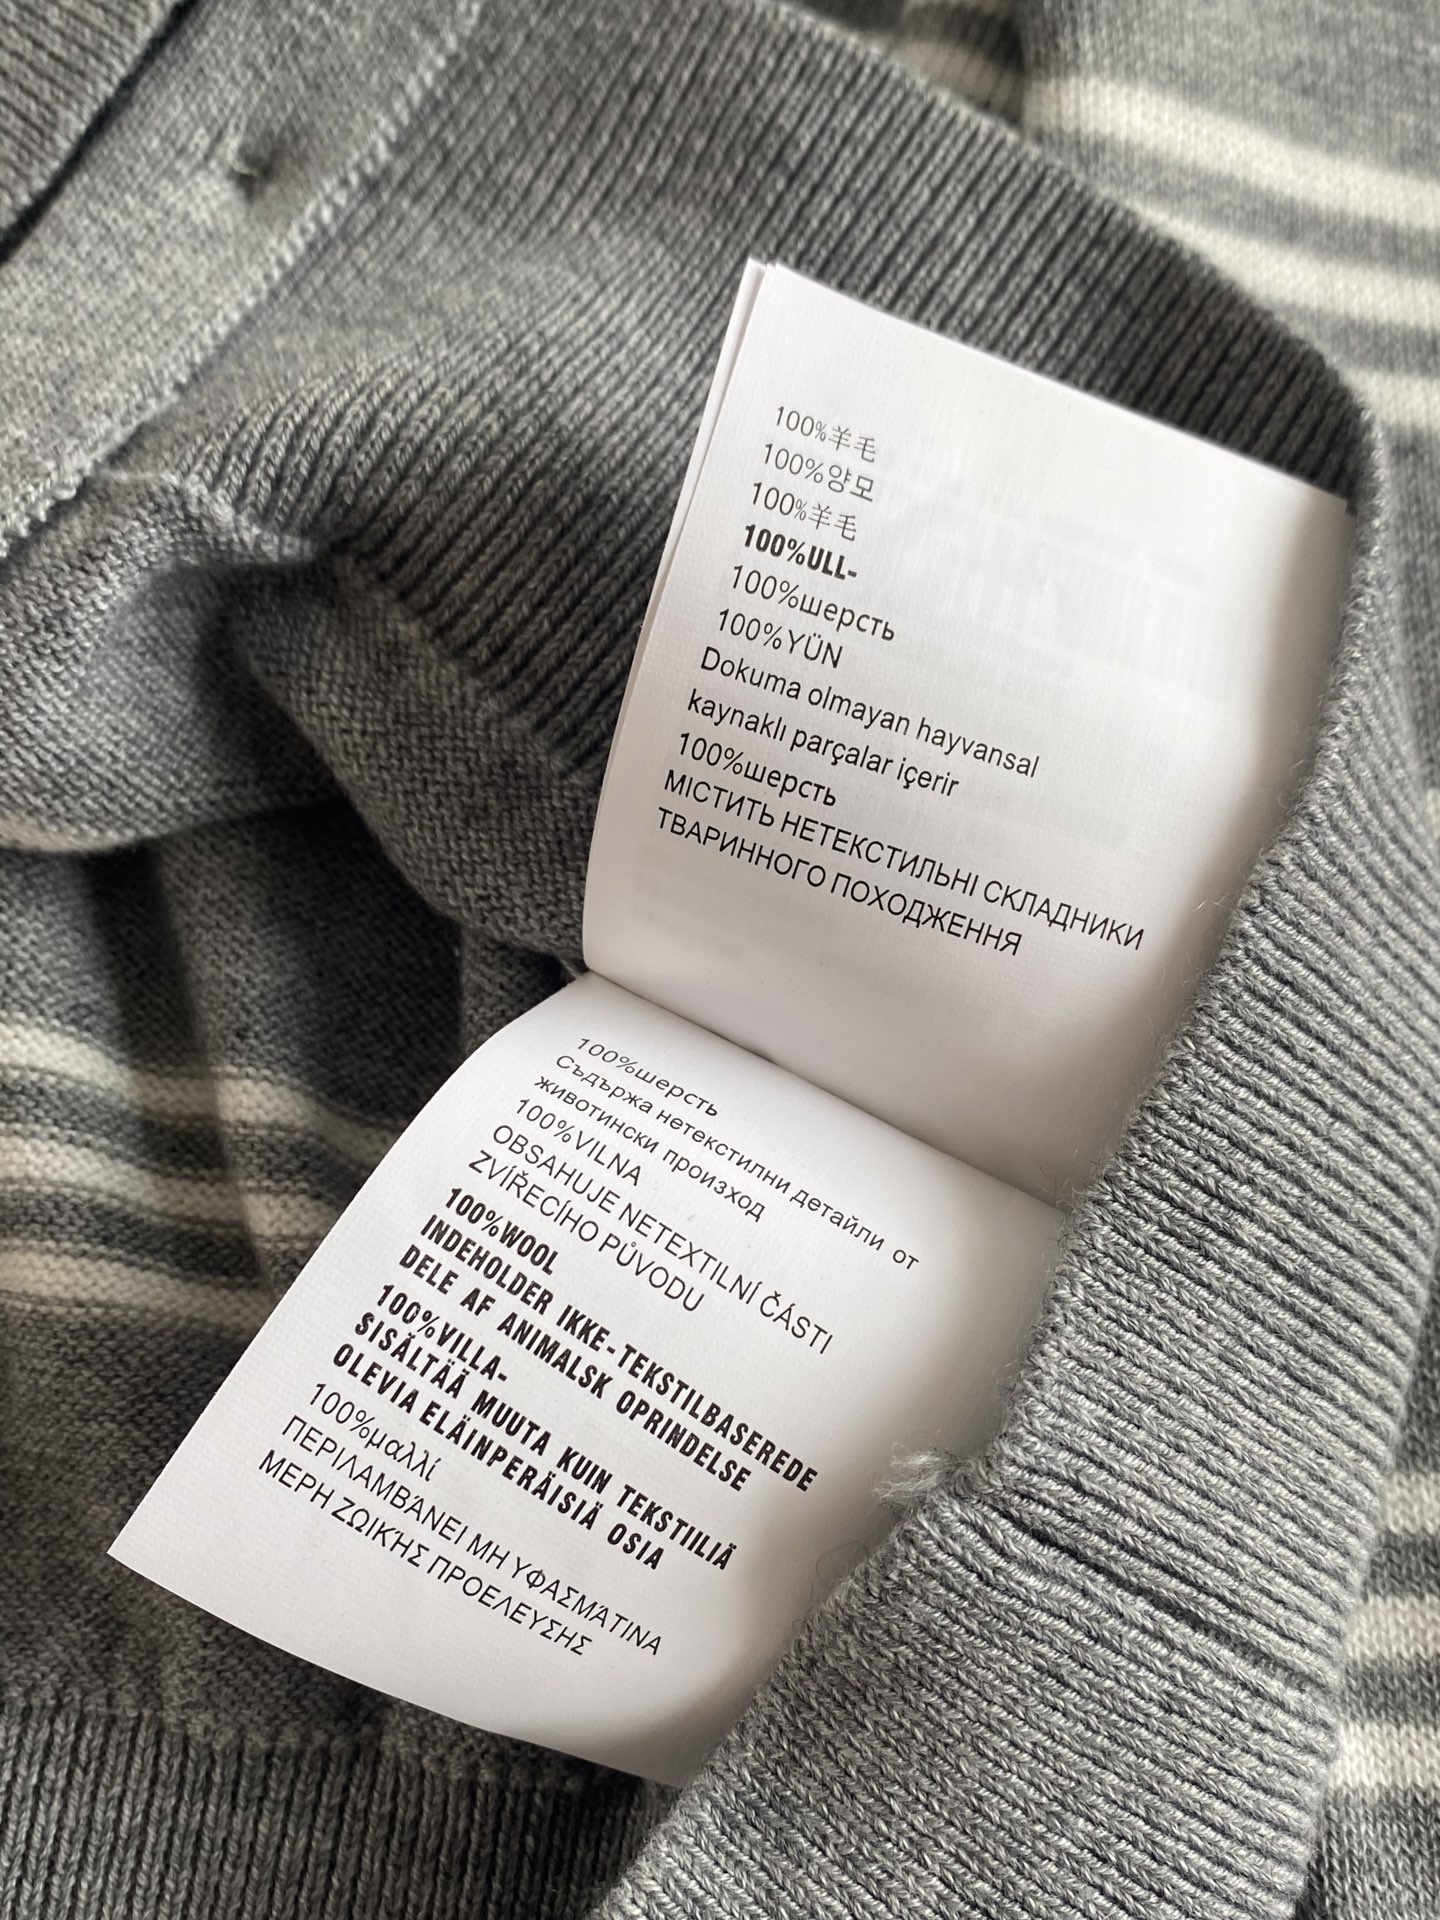 100%羊毛
100%양모
100%羊毛
100%ULL-
100%шерсть
100%YÜN
Dokuma olmayan hayvansal
kaynaklı parçalar içerir
100%шерсть
МІСТИТЬ НЕТЕКСТИЛЬНІ СКЛАДНИКИ
ТВАРИННОГО ПОХОДЖЕННЯ
100%шерсть
Съдържа нетекстилни детайли от
животински произход
100%VILNA
OBSAHUJE NETEXTILNÍ ČÁSTI
ZVÍŘECÍHO PŮVODU
100%WOOL
INDEHOLDER IKKE-TEKSTILBASEREDE
DELE AF ANIMALSK OPRINDELSE
100%VILLA-
SISÄLTÄÄ MUUTA KUIN TEKSTIILIÄ
OLEVIA ELÄINPERÄISIÄ OSIA
100%μαλλί
ΠΕΡΙΛΑΜΒΆΝΕΙ ΜΗ ΥΦΑΣΜΆΤΙΝΑ
ΜΕΡΗ ΖΩΙΚΉΣ ΠΡΟΕΛΕΥΣΗΣ